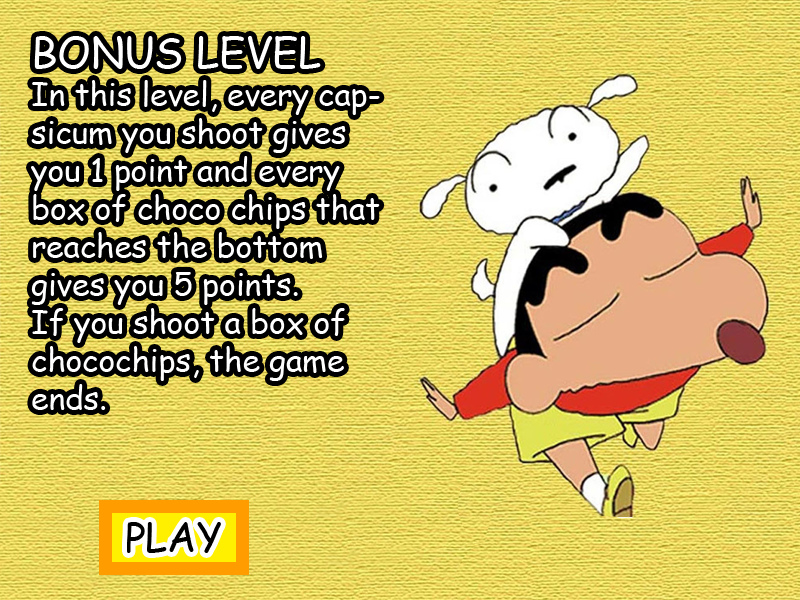 BONUS LEVEL
In this level, every cap-
sicum you shoot gives
you 1 point and every
box of choco chips that
reaches the bottom
gives you 5 points.
If you shoot a box of
chocochips, the game
ends.
PLAY